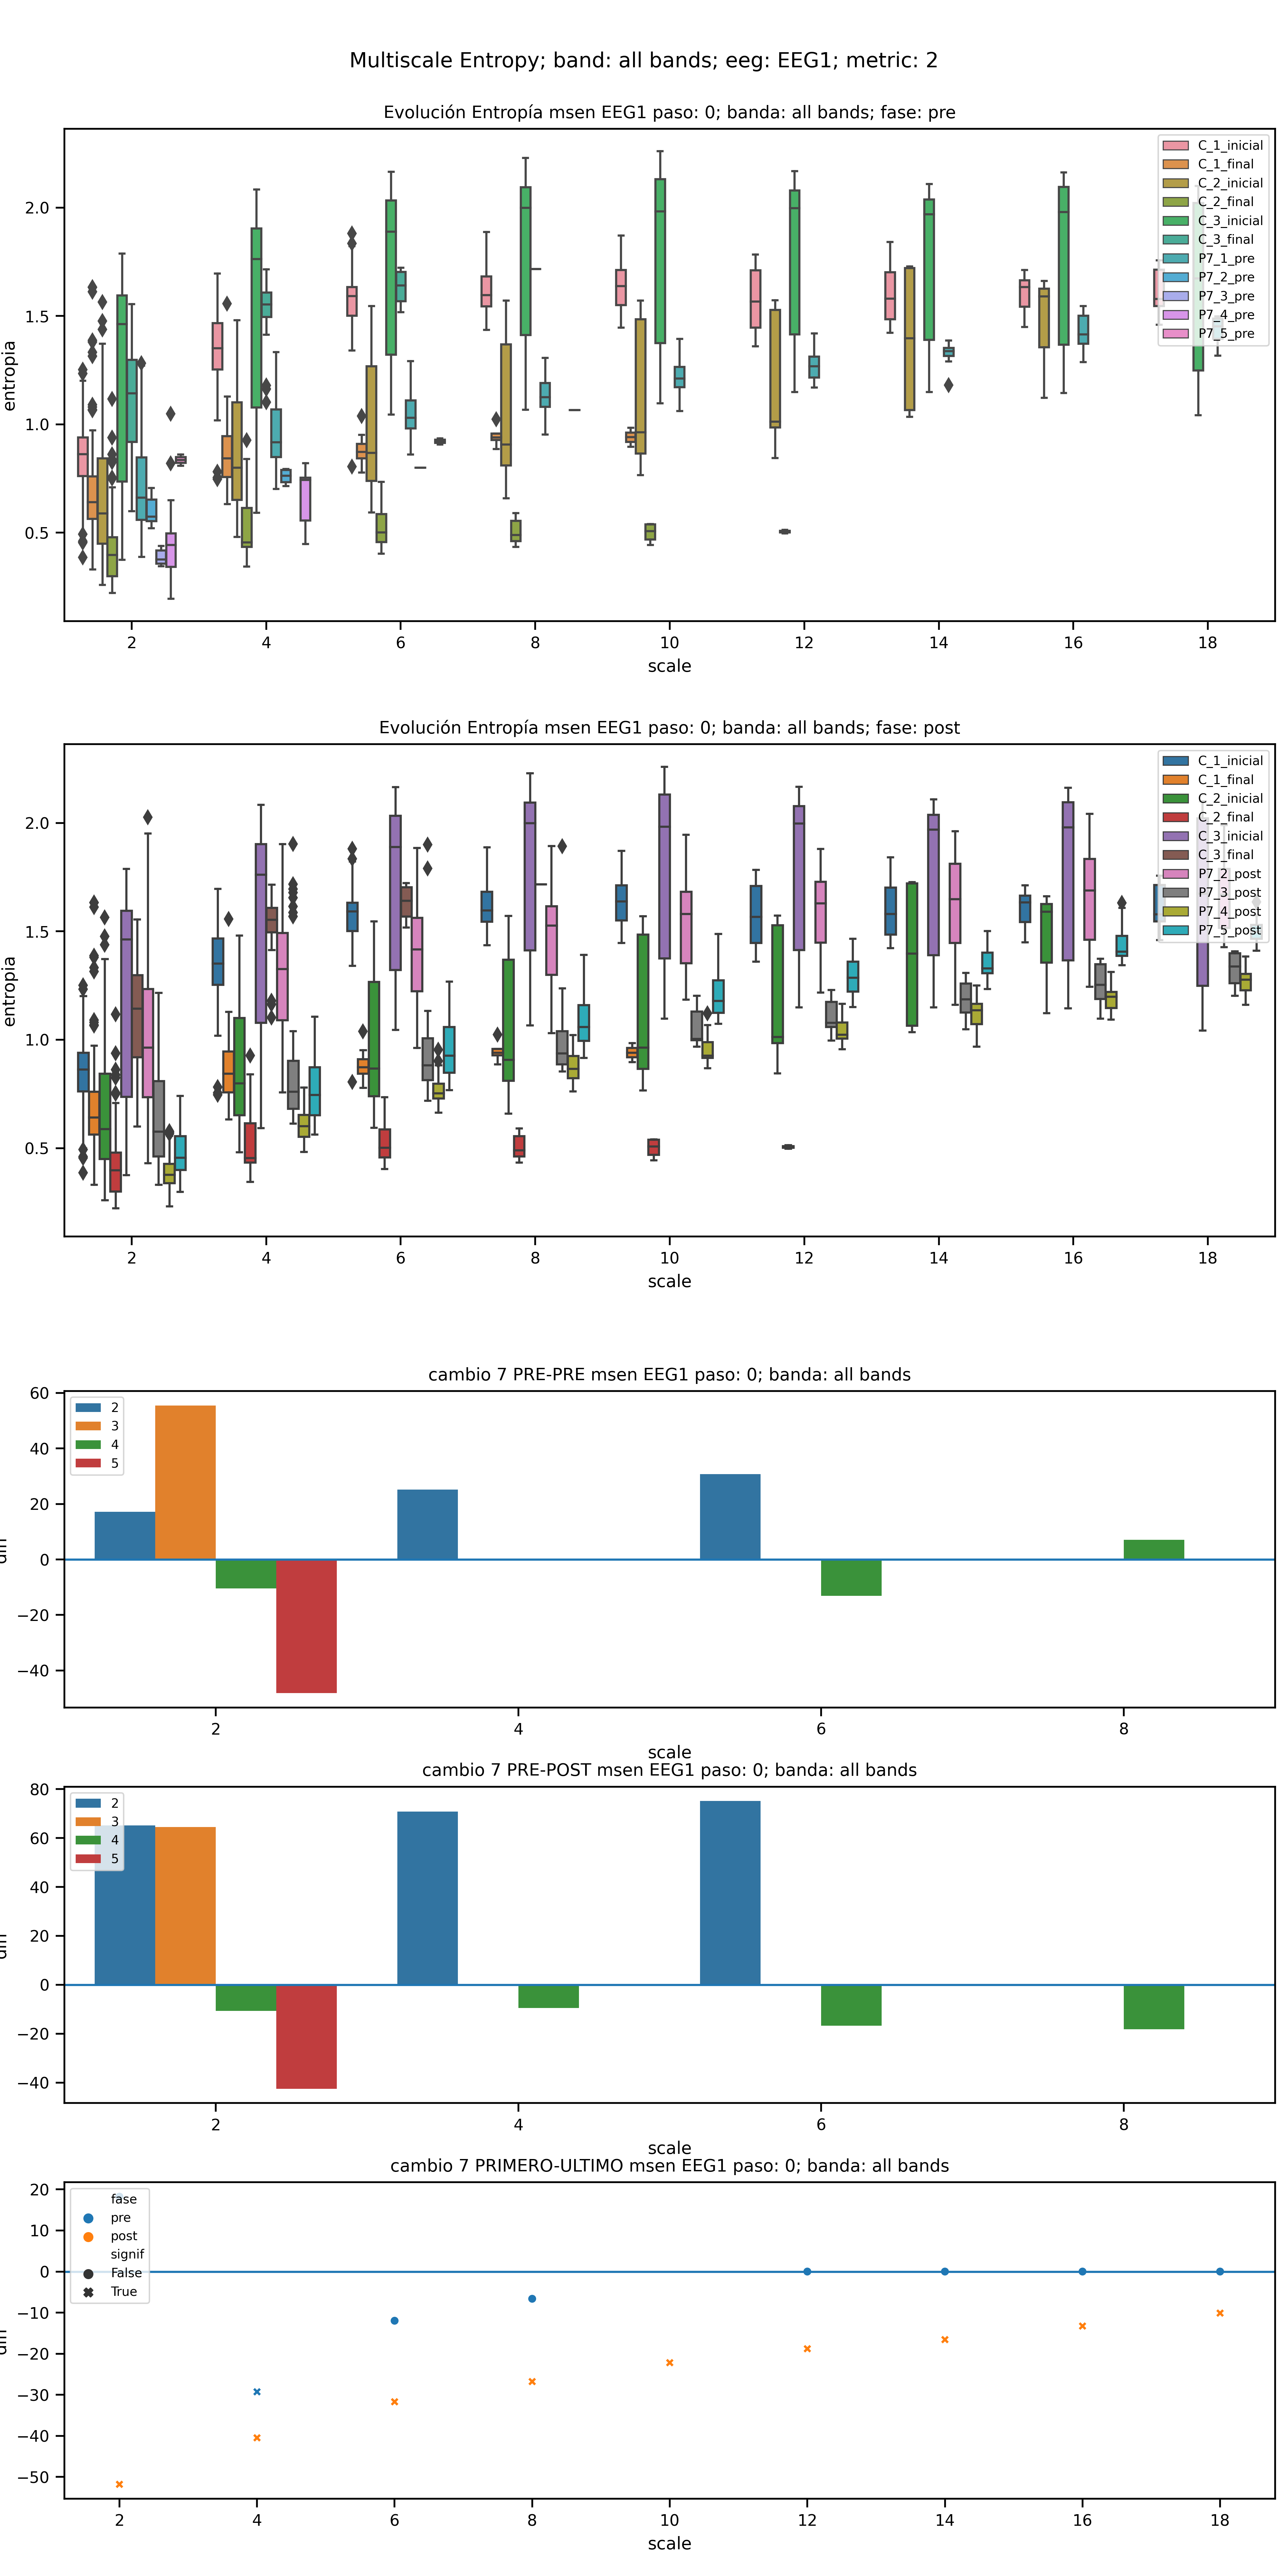 Multiscale Entropy; band: all bands; eeg: EEG1; metric: 2
Evolución Entropía msen EEG1 paso: 0; banda: all bands; fase: pre
C_1_inicial
C_1_final
C_2_inicial
C_2_final
C_3_inicial
C_3_final
P7_1_pre
P7_2_pre
P7_3_pre
P7_4_pre
P7_5_pre
entropia
2.0
1.5
1.0
0.5
2 4 6 8 10 12 14 16 18
scale
Evolución Entropía msen EEG1 paso: 0; banda: all bands; fase: post
C_1_inicial
C_1_final
C_2_inicial
C_2_final
C_3_inicial
C_3_final
P7_2_post
P7_3_post
P7_4_post
P7_5_post
entropia
2.0
1.5
1.0
0.5
2 4 6 8 10 12 14 16 18
scale
cambio 7 PRE-PRE msen EEG1 paso: 0; banda: all bands
2
3
4
5
60
40
20
0
−20
−40
2 4 6 8
scale
cambio 7 PRE-POST msen EEG1 paso: 0; banda: all bands
2
3
4
5
80
60
40
20
0
−20
−40
2 4 6 8
scale
cambio 7 PRIMERO-ULTIMO msen EEG1 paso: 0; banda: all bands
fase
pre
post
signif
False
True
20
10
0
−10
−20
−30
−40
−50
2 4 6 8 10 12 14 16 18
scale